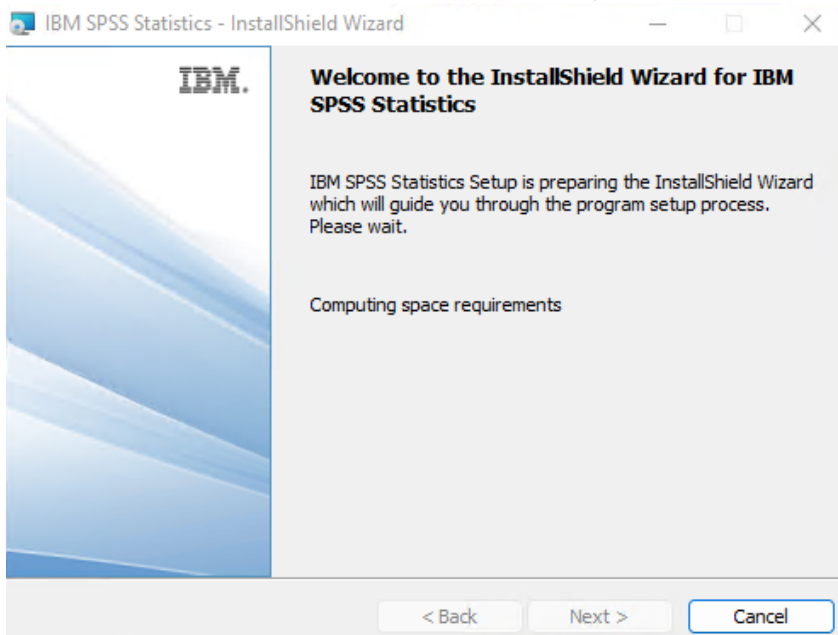 IBM SPSS Statistics - InstallShield Wizard
IBM.
Welcome to the InstallShield Wizard for IBM
SPSS Statistics
IBM SPSS Statistics Setup is preparing the InstallShield Wizard
which will guide you through the program setup process.
Please wait.
Computing space requirements
< Back
Next >
Cancel